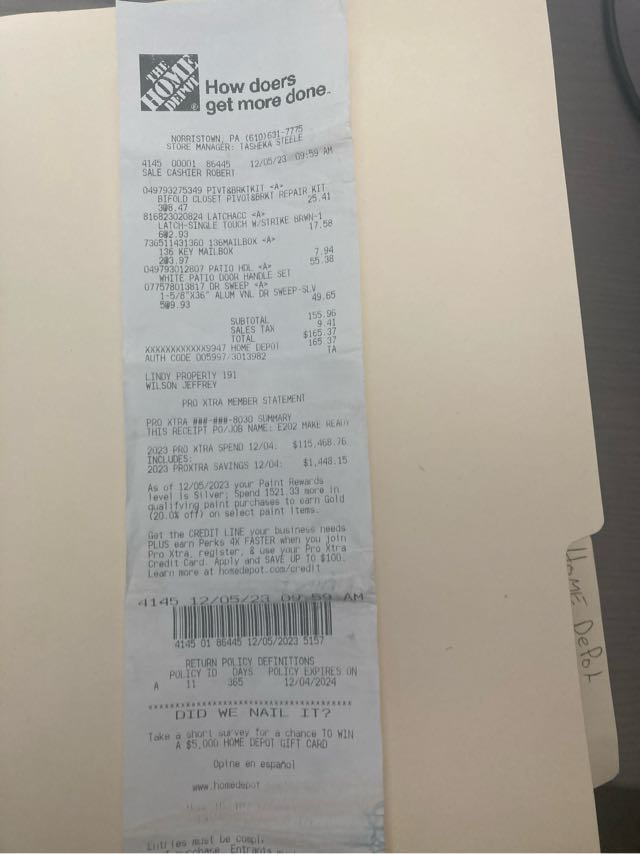 THE
HOME
DEPOT
How doers
get more done.
NORRISTOWN, PA (610)631-7775
STORE MANAGER: TASHEKA STEELE
4145 00001 86445 12/05/23 09:59 AM
SALE CASHIER ROBERT
049793275349 PIVT&BRKTKIT <A>
BIFOLD CLOSET PIVOT&BRKT REPAIR KIT
3@8.47 25.41
816823020824 LATCHACC <A>
LATCH-SINGLE TOUCH W/STRIKE BRWN-1
6@2.93 17.58
736511431360 136MAILBOX <A>
136 KEY MAILBOX
2@3.97 7.94
049793012807 PATIO HDL <A> 55.38
WHITE PATIO DOOR HANDLE SET
077578013817 DR SWEEP <A>
1-5/8"X36" ALUM VNL DR SWEEP-SLV
5@9.93 49.65
SUBTOTAL 155.96
SALES TAX 9.41
TOTAL $165.37
XXXXXXXXXXXX9947 HOME DEPOT 165.37
AUTH CODE 005997/3013982 TA
LINDY PROPERTY 191
WILSON JEFFREY
PRO XTRA MEMBER STATEMENT
PRO XTRA ###-###-8030 SUMMARY
THIS RECEIPT PO/JOB NAME: E202 MAKE READY
2023 PRO XTRA SPEND 12/04: $115,468.76
INCLUDES:
2023 PROXTRA SAVINGS 12/04: $1,448.15
As of 12/05/2023 your Paint Rewards
level is Silver; Spend 1521.33 more in
qualifying paint purchases to earn Gold
(20.0% off) on select paint items.
Get the CREDIT LINE your business needs
PLUS earn Perks 4X FASTER when you join
Pro Xtra, register, & use your Pro Xtra
Credit Card. Apply and SAVE UP TO $100.
Learn more at homedepot.com/credit
4145 12/05/23 09:59 AM
4145 01 86445 12/05/2023 5157
RETURN POLICY DEFINITIONS
POLICY ID DAYS POLICY EXPIRES ON
A 11 365 12/04/2024
DID WE NAIL IT?
Take a short survey for a chance TO WIN
A $5,000 HOME DEPOT GIFT CARD
Opine en español
www.homedepot
Entries must be compl
HOME DePot